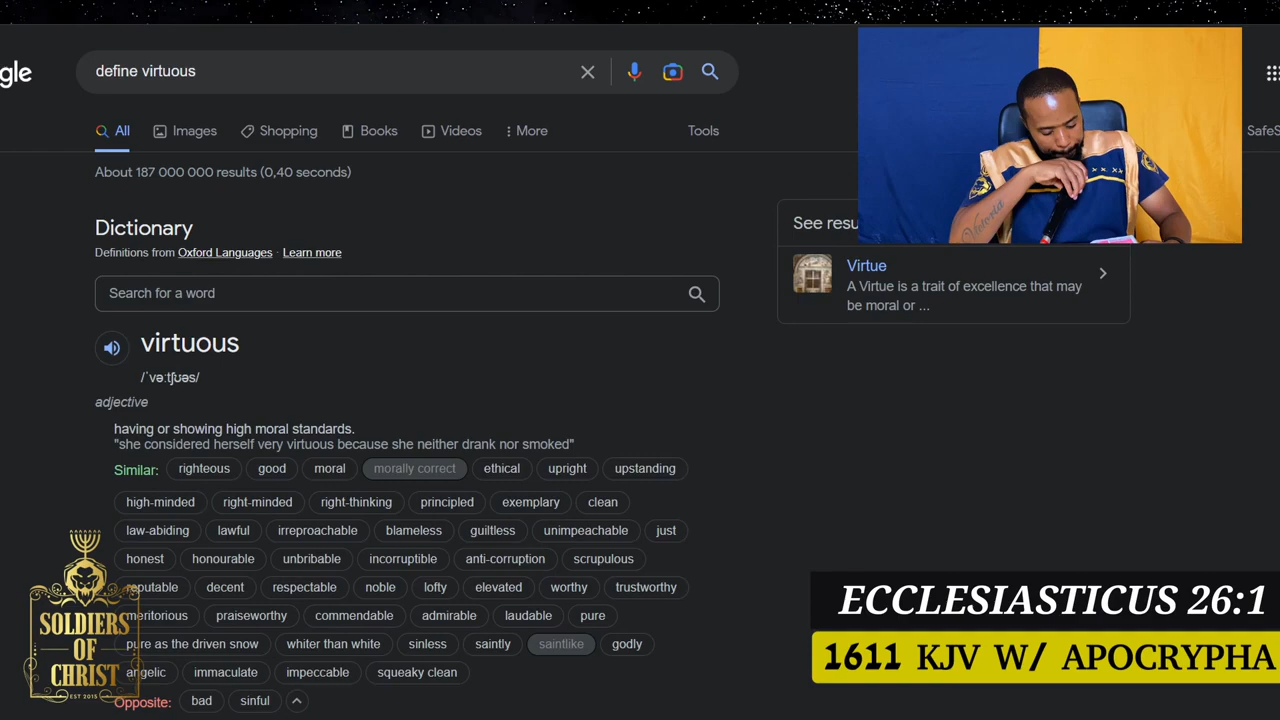 gle
define virtuous
All
Images
Shopping
Books
Videos
More
Tools
SafeS
About 187 000 000 results (0,40 seconds)
Dictionary
Definitions from Oxford Languages · Learn more
Search for a word
virtuous
/ˈvəːtʃʊəs/
adjective
having or showing high moral standards.
"she considered herself very virtuous because she neither drank nor smoked"
Similar: righteous good moral morally correct ethical upright upstanding
high-minded right-minded right-thinking principled exemplary clean
law-abiding lawful irreproachable blameless guiltless unimpeachable just
honest honourable unbribable incorruptible anti-corruption scrupulous
reputable decent respectable noble lofty elevated worthy trustworthy
meritorious praiseworthy commendable admirable laudable pure
pure as the driven snow whiter than white sinless saintly saintlike godly
angelic immaculate impeccable squeaky clean
Opposite: bad sinful
See resu
Virtue
A Virtue is a trait of excellence that may
be moral or ...
Victoria
SOLDIERS
OF
CHRIST
EST 2015
ECCLESIASTICUS 26:1
1611 KJV W/ APOCRYPHA